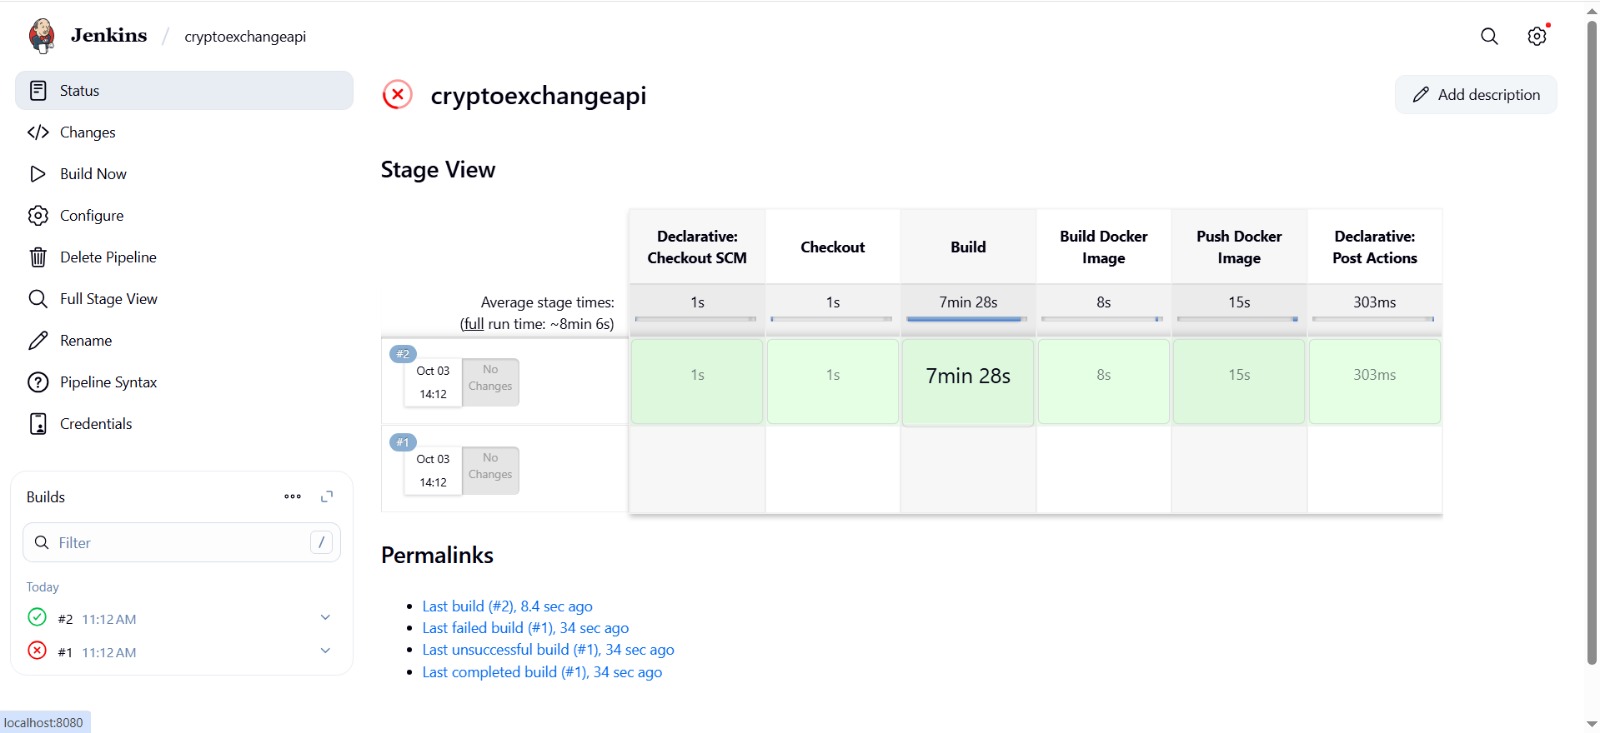 Jenkins / cryptoexchangeapi
Status
Changes
Build Now
Configure
Delete Pipeline
Full Stage View
Rename
Pipeline Syntax
Credentials
Builds
Filter /
Today
#2 11:12 AM
#1 11:12 AM
cryptoexchangeapi
Add description
Stage View
Declarative: Checkout SCM
Checkout
Build
Build Docker Image
Push Docker Image
Declarative: Post Actions
Average stage times:
(full run time: ~8min 6s)
1s 1s 7min 28s 8s 15s 303ms
#2
Oct 03
14:12
No
Changes
1s 1s 7min 28s 8s 15s 303ms
#1
Oct 03
14:12
No
Changes
Permalinks
Last build (#2), 8.4 sec ago
Last failed build (#1), 34 sec ago
Last unsuccessful build (#1), 34 sec ago
Last completed build (#1), 34 sec ago
localhost:8080